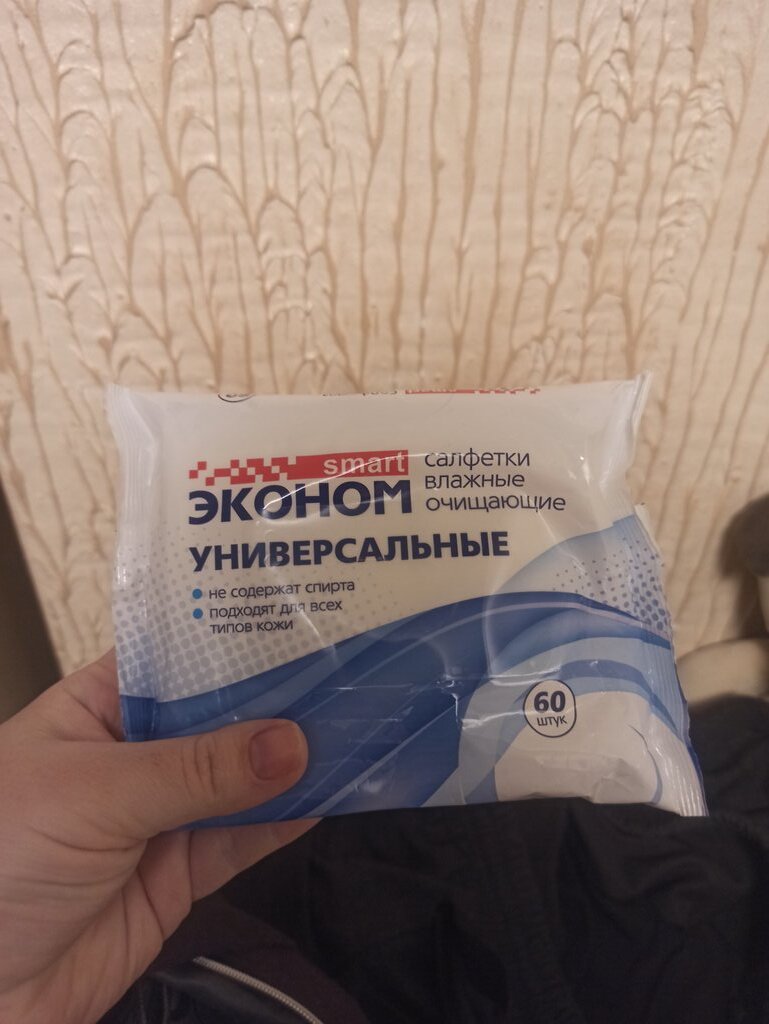 smart
эконом
салфетки
влажные
очищающие
УНИВЕРСАЛЬНЫЕ
не содержат спирта
подходят для всех
типов кожи
60
штук